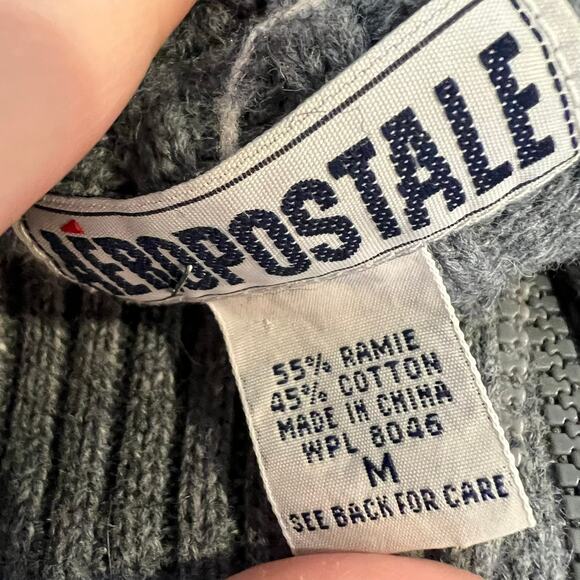 AEROPOSTALE
55% RAMIE
45% COTTON
MADE IN CHINA
WPL 8046
M
SEE BACK FOR CARE